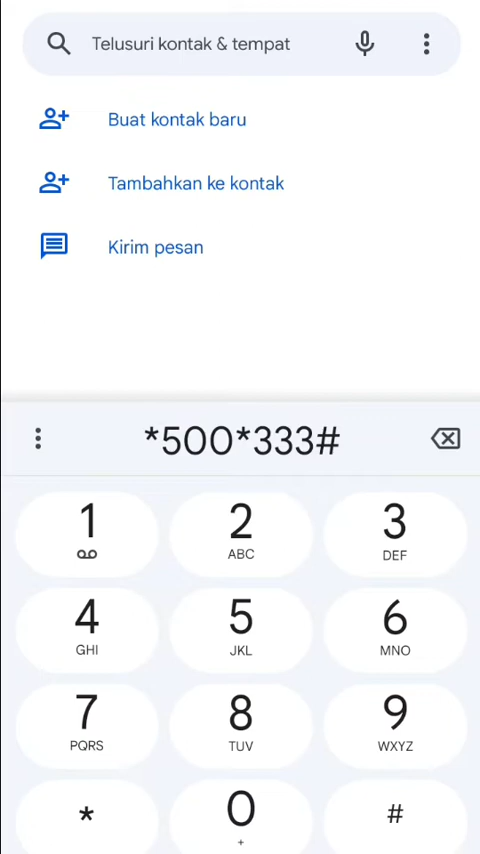 Telusuri kontak & tempat
Buat kontak baru
Tambahkan ke kontak
Kirim pesan
*500*333#
1 2 3
ABC DEF
4 5 6
GHI JKL MNO
7 8 9
PQRS TUV WXYZ
* 0 #
+